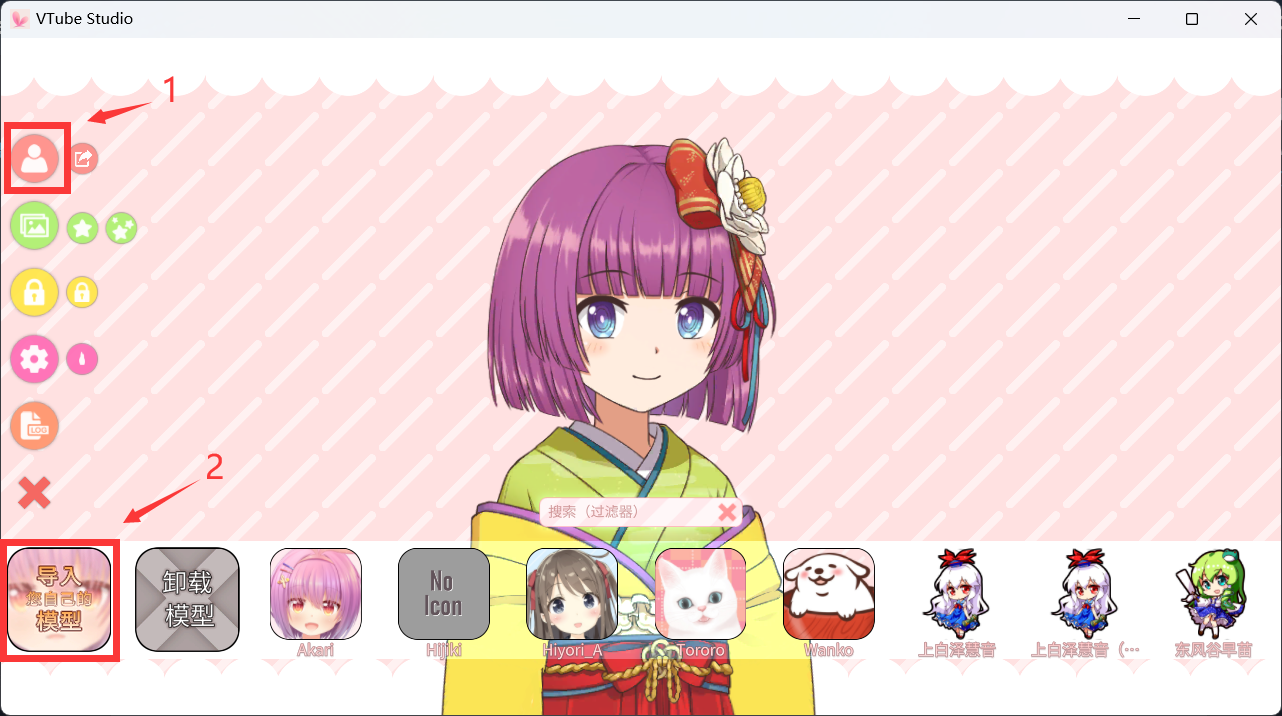 VTube Studio
1
LOG
2
搜索（过滤器）
导入
您自己的
模型
卸载
模型
No
Icon
Akari
Hijiki
Hiyori_A
Tororo
Wanko
上白泽慧音
上白泽慧音（…
东风谷早苗